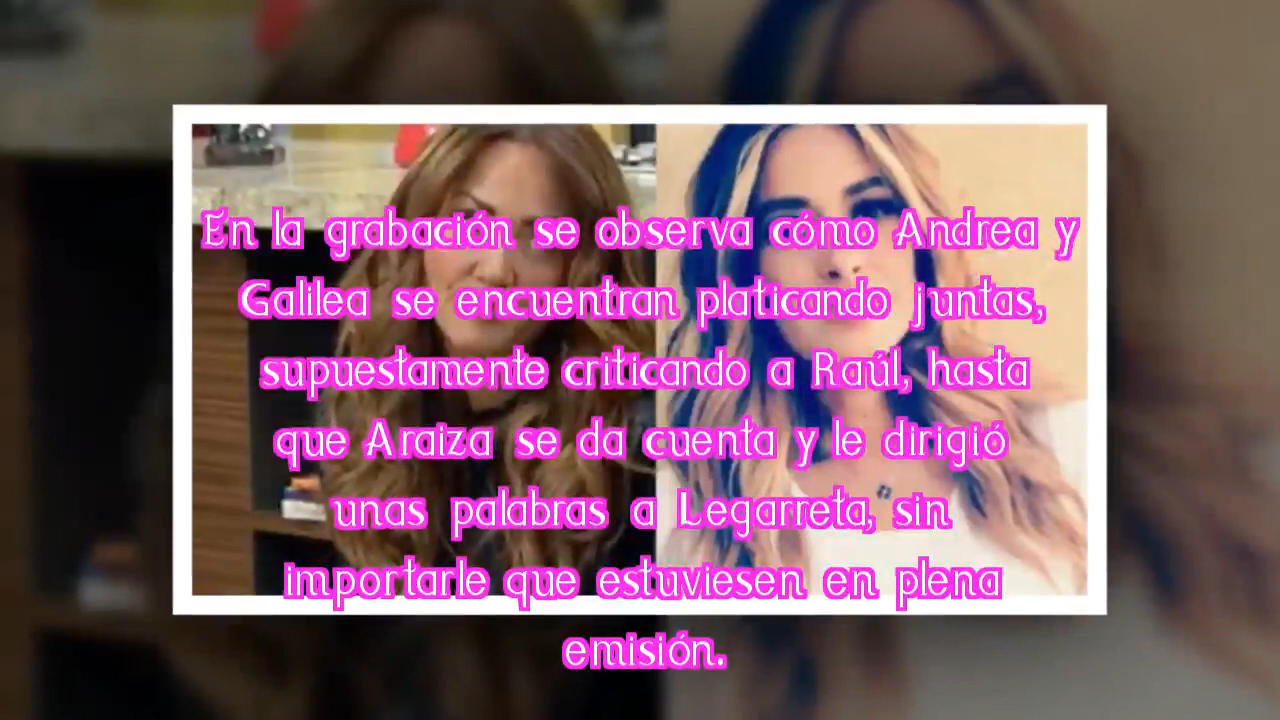 En la grabación se observa cómo Andrea y
Galilea se encuentran platicando juntas,
supuestamente criticando a Raúl, hasta
que Araiza se da cuenta y le dirigió
unas palabras a Legarreta, sin
importarle que estuviesen en plena
emisión.